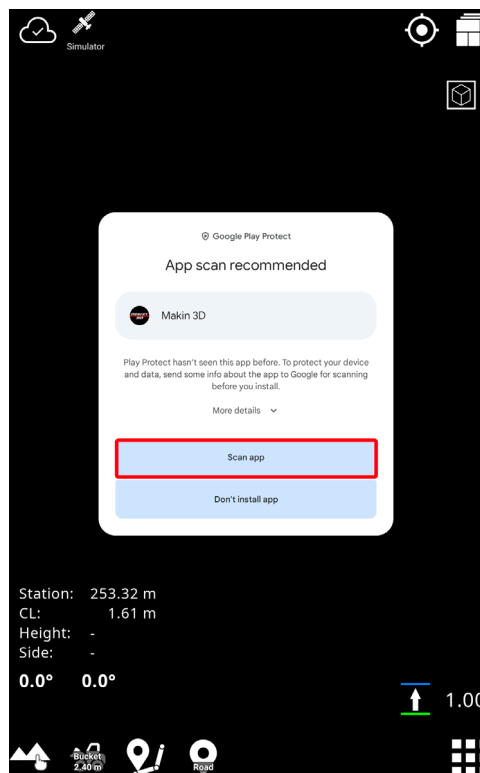 Simulator
Google Play Protect
App scan recommended
Makin 3D
Play Protect hasn't seen this app before. To protect your device
and data, send some info about the app to Google for scanning
before you install.
More details
Scan app
Don't install app
Station: 253.32 m
CL: 1.61 m
Height: -
Side: -
0.0° 0.0°
1.00
Bucket
2.40 m
Road